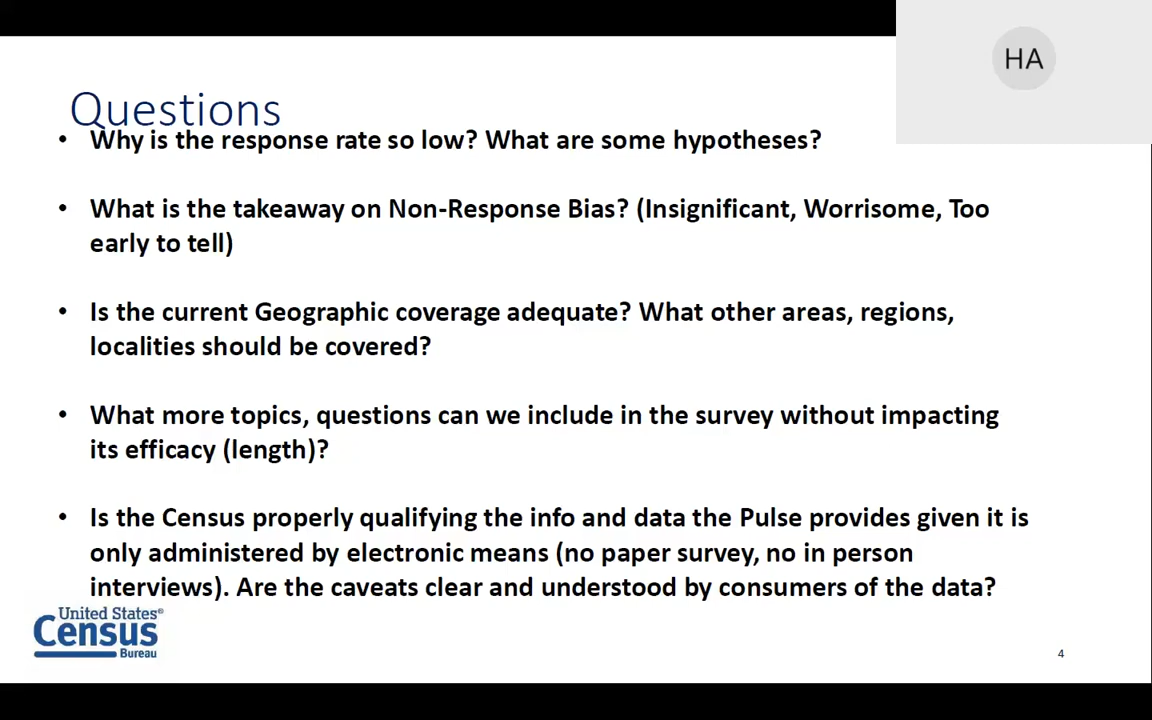 HA
Questions
• Why is the response rate so low? What are some hypotheses?
• What is the takeaway on Non-Response Bias? (Insignificant, Worrisome, Too
early to tell)
• Is the current Geographic coverage adequate? What other areas, regions,
localities should be covered?
• What more topics, questions can we include in the survey without impacting
its efficacy (length)?
• Is the Census properly qualifying the info and data the Pulse provides given it is
only administered by electronic means (no paper survey, no in person
interviews). Are the caveats clear and understood by consumers of the data?
United States®
Census
Bureau
4